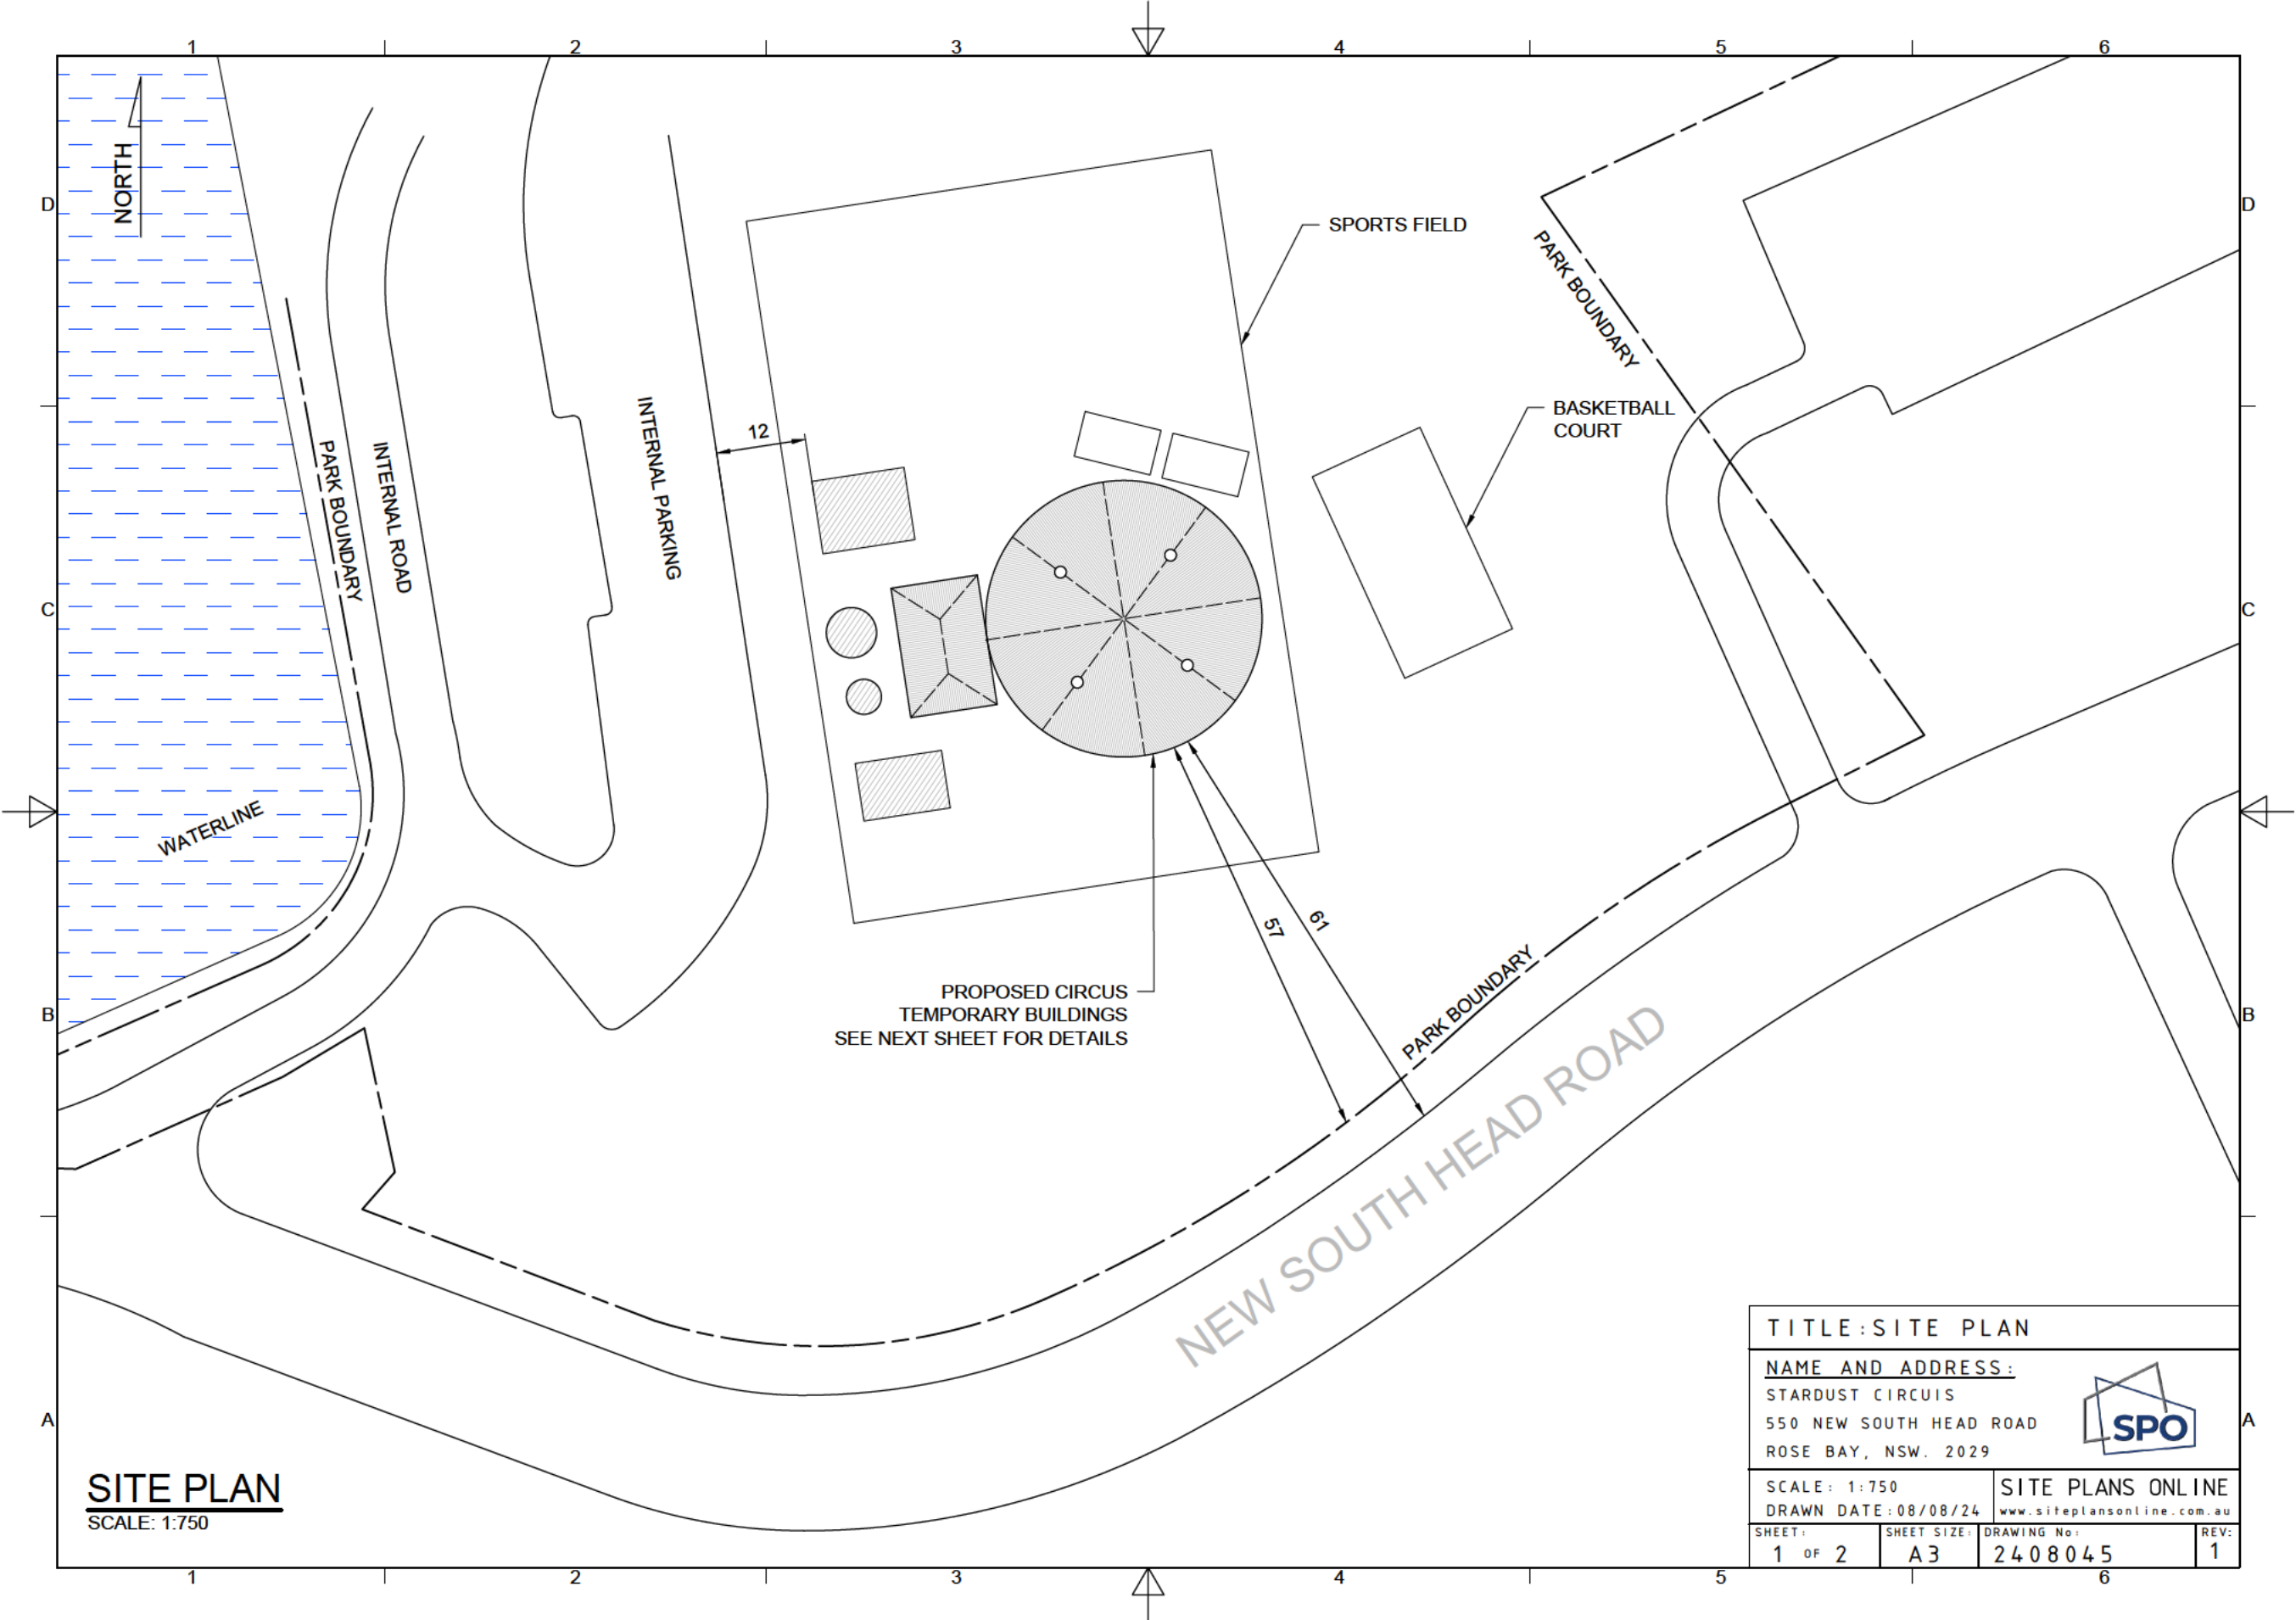 1 2 3 4 5 6
NORTH
D
D
SPORTS FIELD
PARK BOUNDARY
BASKETBALL
COURT
12
INTERNAL PARKING
PARK BOUNDARY
INTERNAL ROAD
C
C
WATERLINE
57
61
PROPOSED CIRCUS
TEMPORARY BUILDINGS
SEE NEXT SHEET FOR DETAILS
PARK BOUNDARY
B
B
NEW SOUTH HEAD ROAD
A
A
SITE PLAN
SCALE: 1:750
TITLE:SITE PLAN
NAME AND ADDRESS:
STARDUST CIRCUIS
550 NEW SOUTH HEAD ROAD
ROSE BAY, NSW. 2029
SPO
SCALE: 1:750
DRAWN DATE:08/08/24
SITE PLANS ONLINE
www.siteplansonline.com.au
SHEET:
1 OF 2
SHEET SIZE:
A3
DRAWING No:
2408045
REV:
1
1 2 3 4 5 6